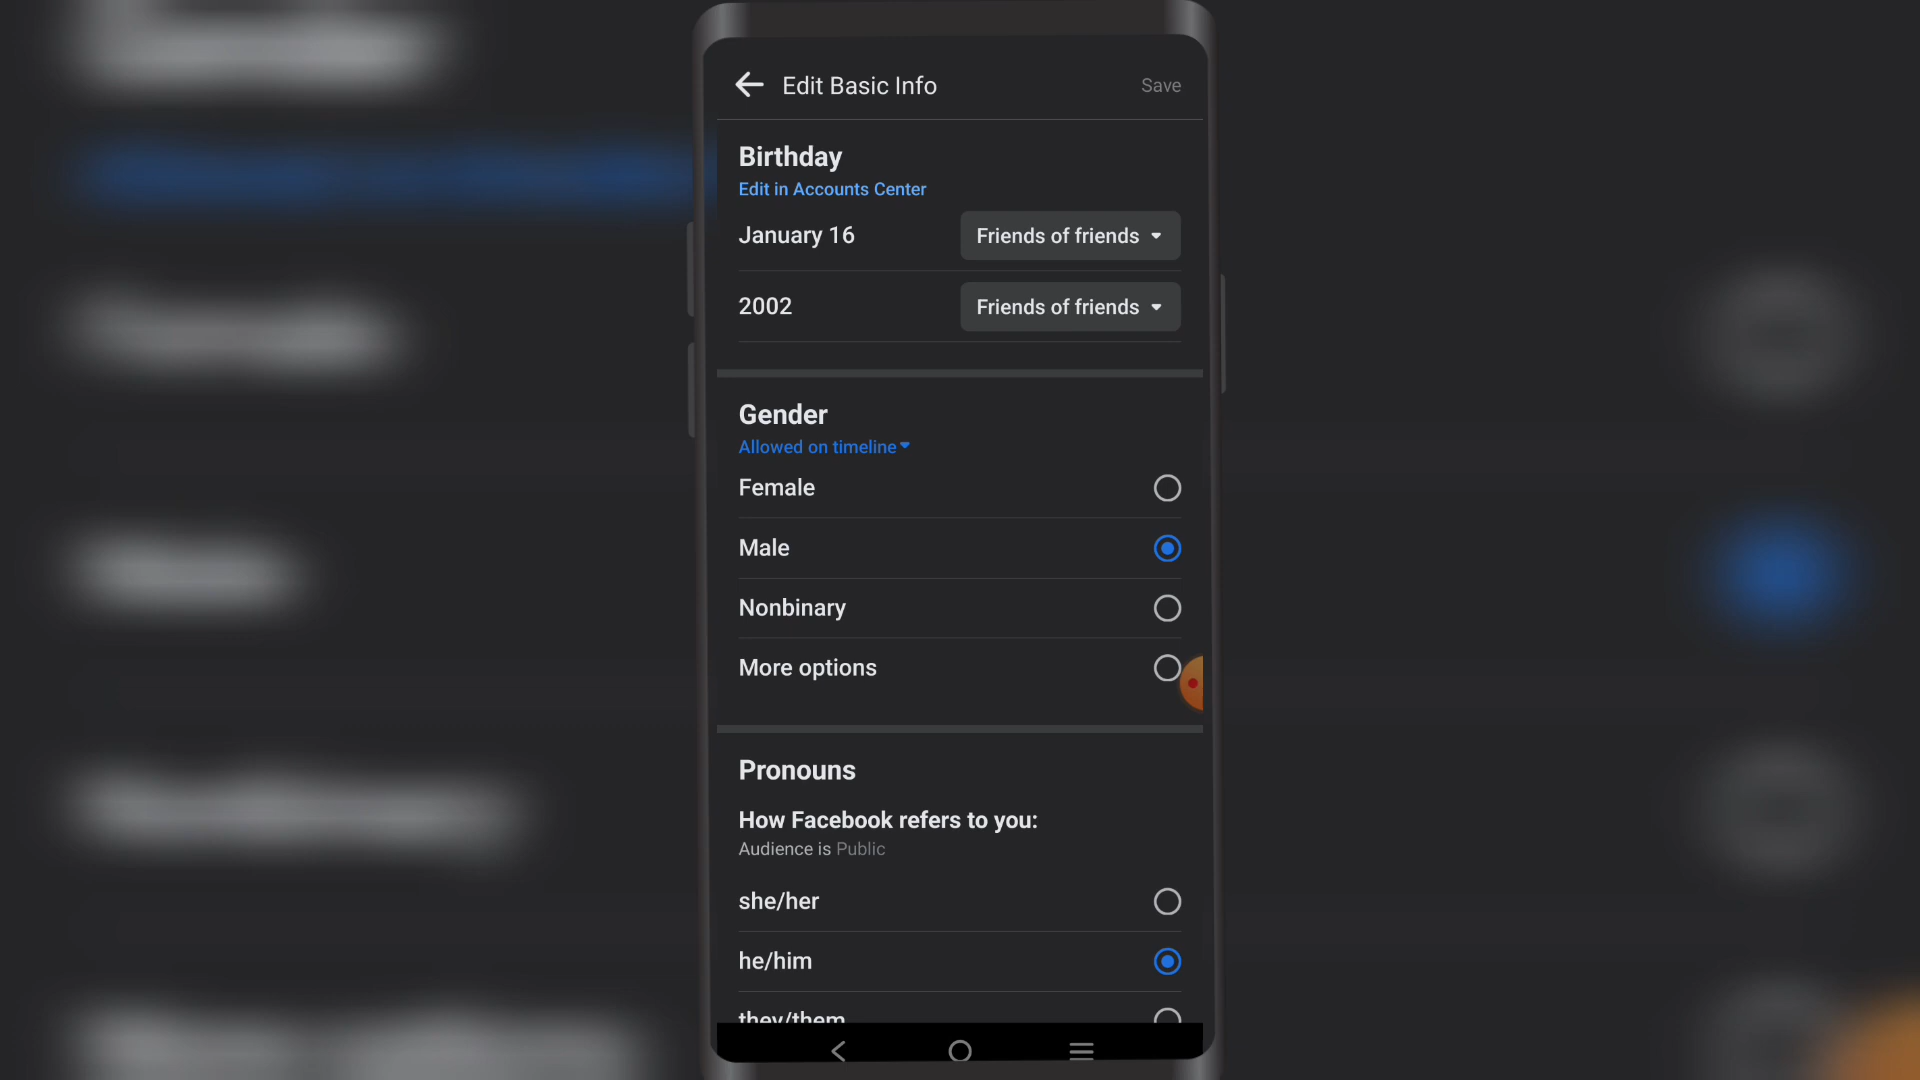 Edit Basic Info Save
Birthday
Edit in Accounts Center
January 16 Friends of friends
2002 Friends of friends
Gender
Allowed on timeline
Female
Male
Nonbinary
More options
Pronouns
How Facebook refers to you:
Audience is Public
she/her
he/him
they/them